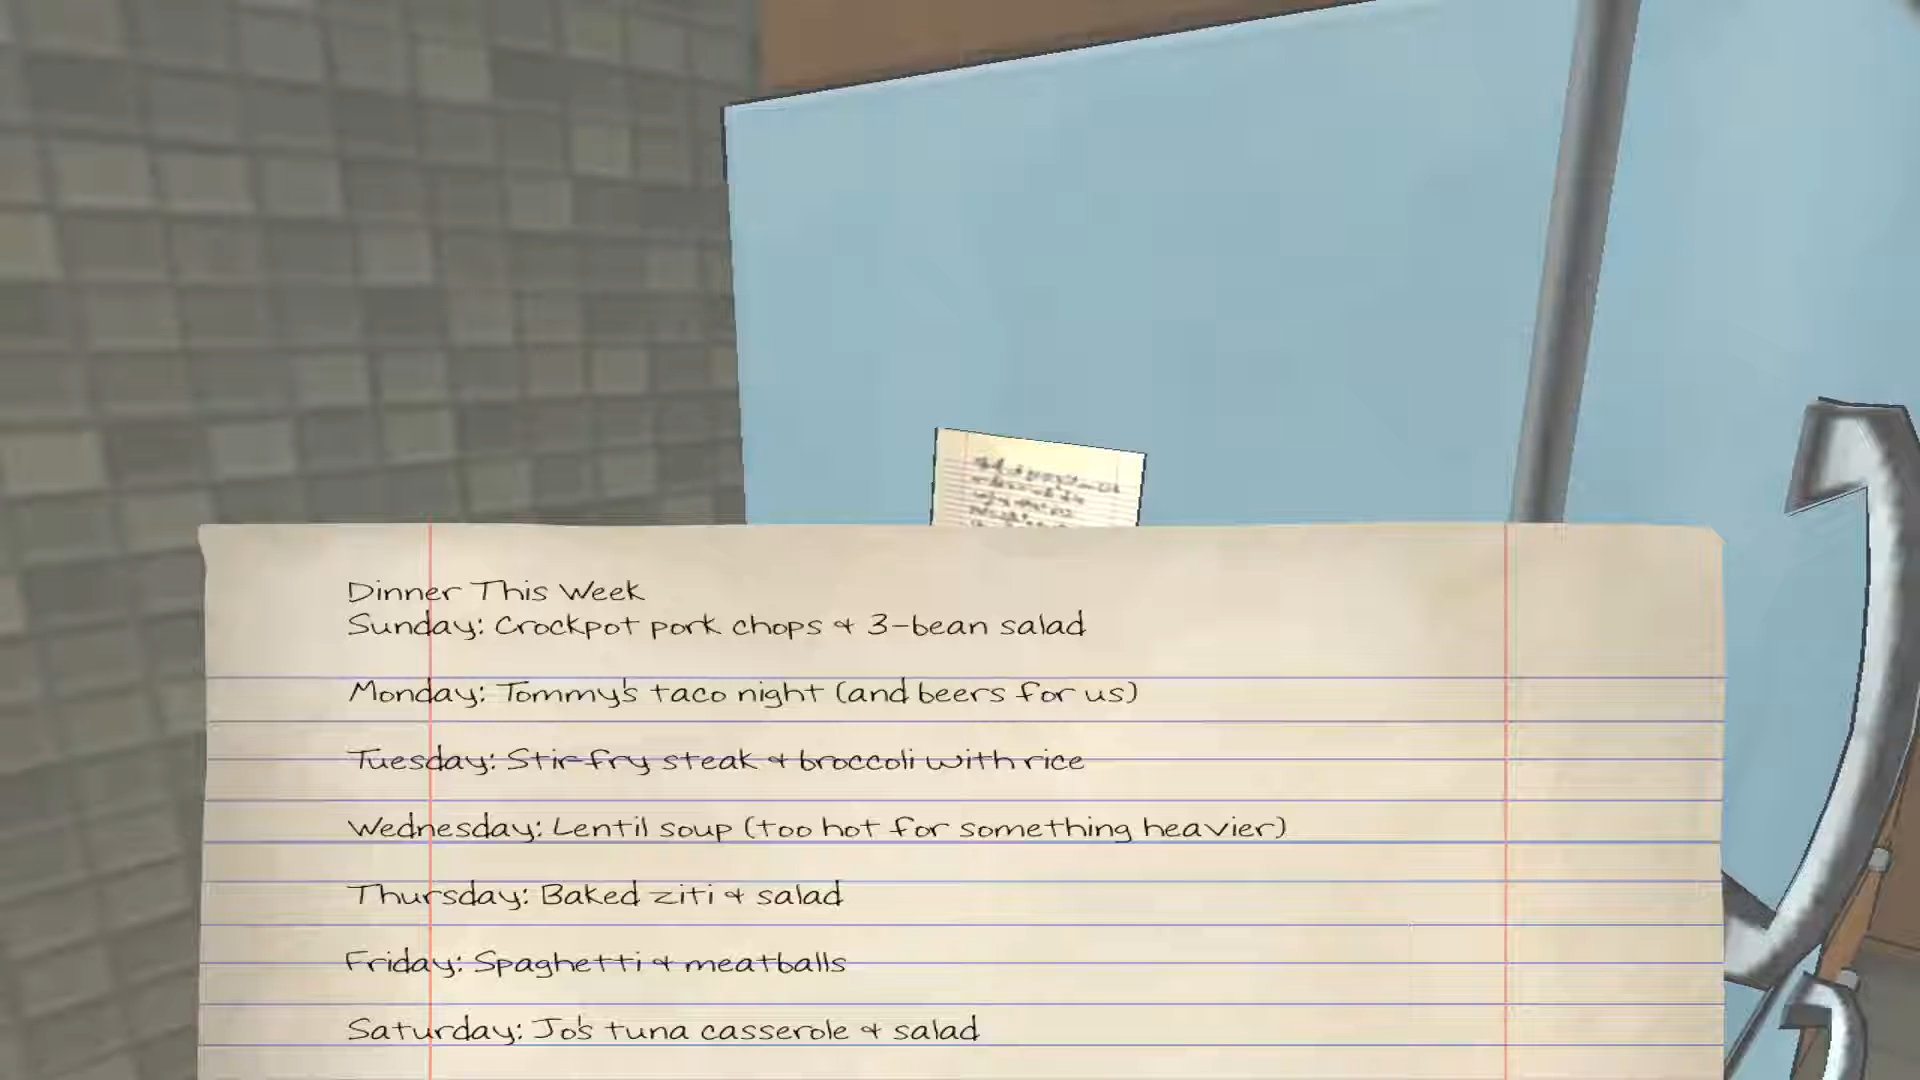 Dinner This Week
Sunday: Crockpot pork chops & 3-bean salad
Monday: Tommy's taco night (and beers for us)
Tuesday: Stir-fry steak & broccoli with rice
Wednesday: Lentil soup (too hot for something heavier)
Thursday: Baked ziti & salad
Friday: Spaghetti & meatballs
Saturday: Jo's tuna casserole & salad